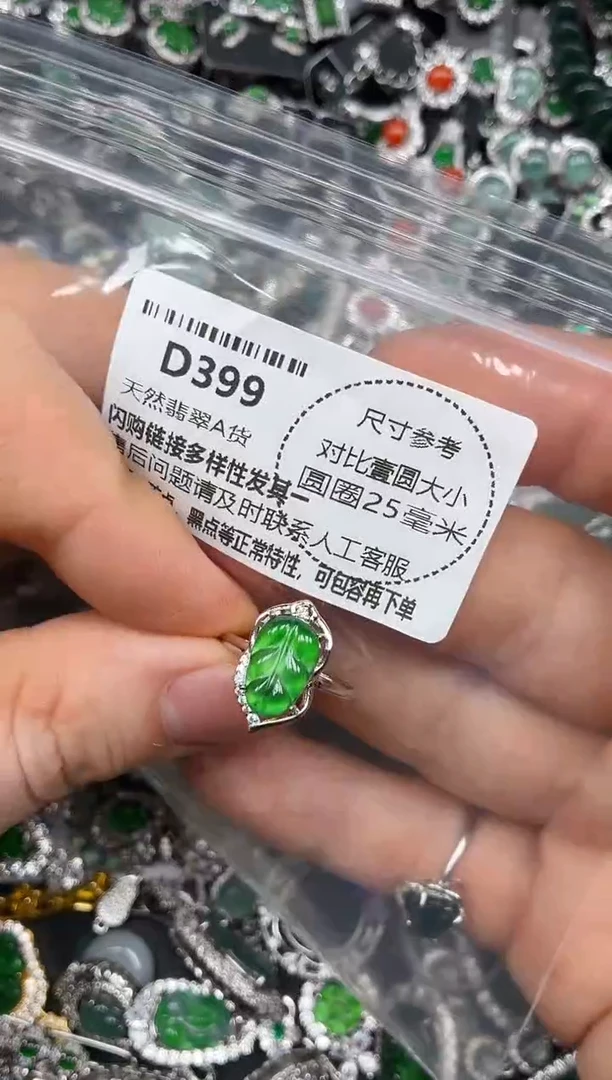 D399
天然翡翠A货
闪购链接多样性发其一
售后问题请及时联系人工客服
黑点等正常特性，可包容再下单
尺寸参考
对比壹圆大小
圆圈25毫米